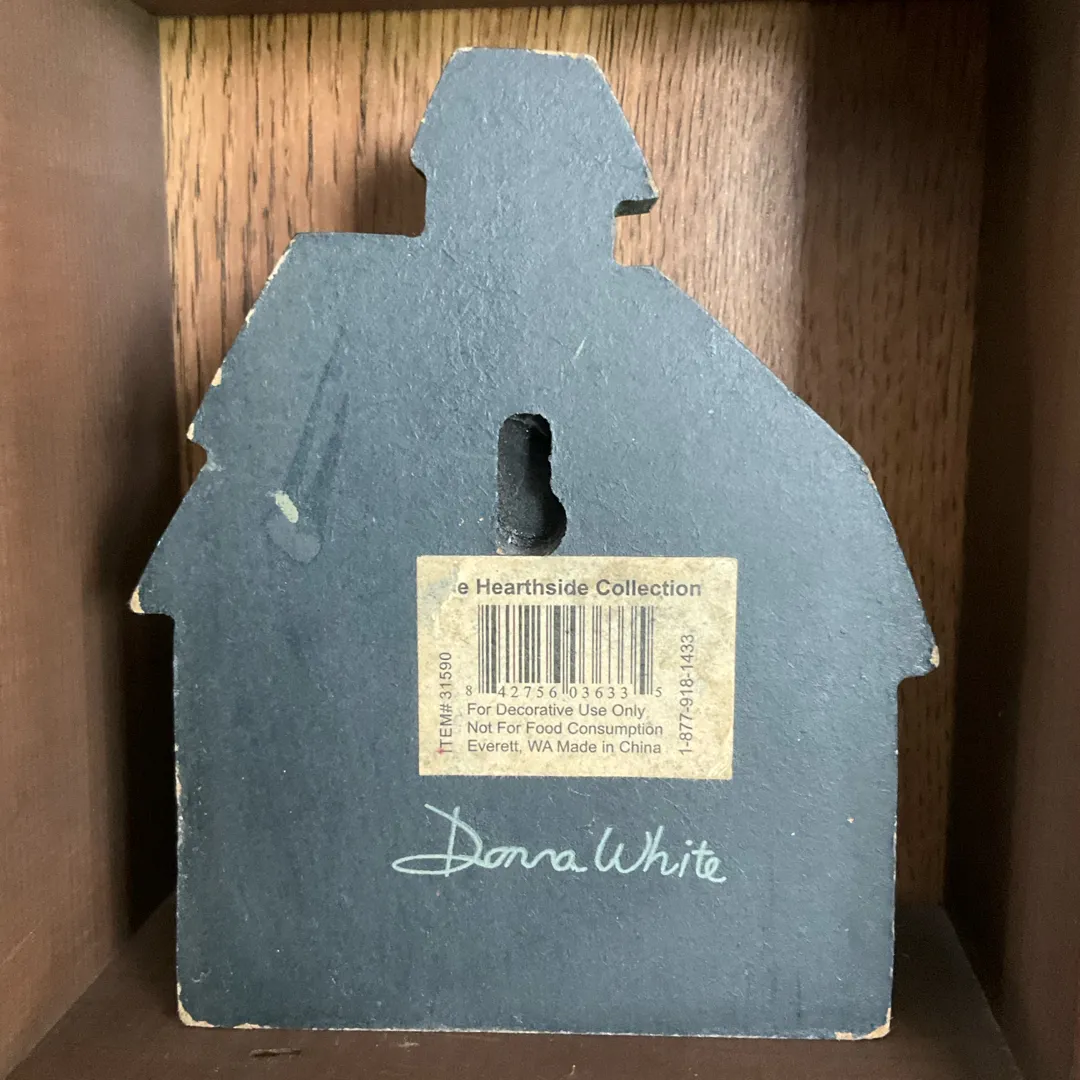 e Hearthside Collection
ITEM# 31590
8 42756 03633 5
1-877-918-1433
For Decorative Use Only
Not For Food Consumption
Everett, WA Made in China
Donna White